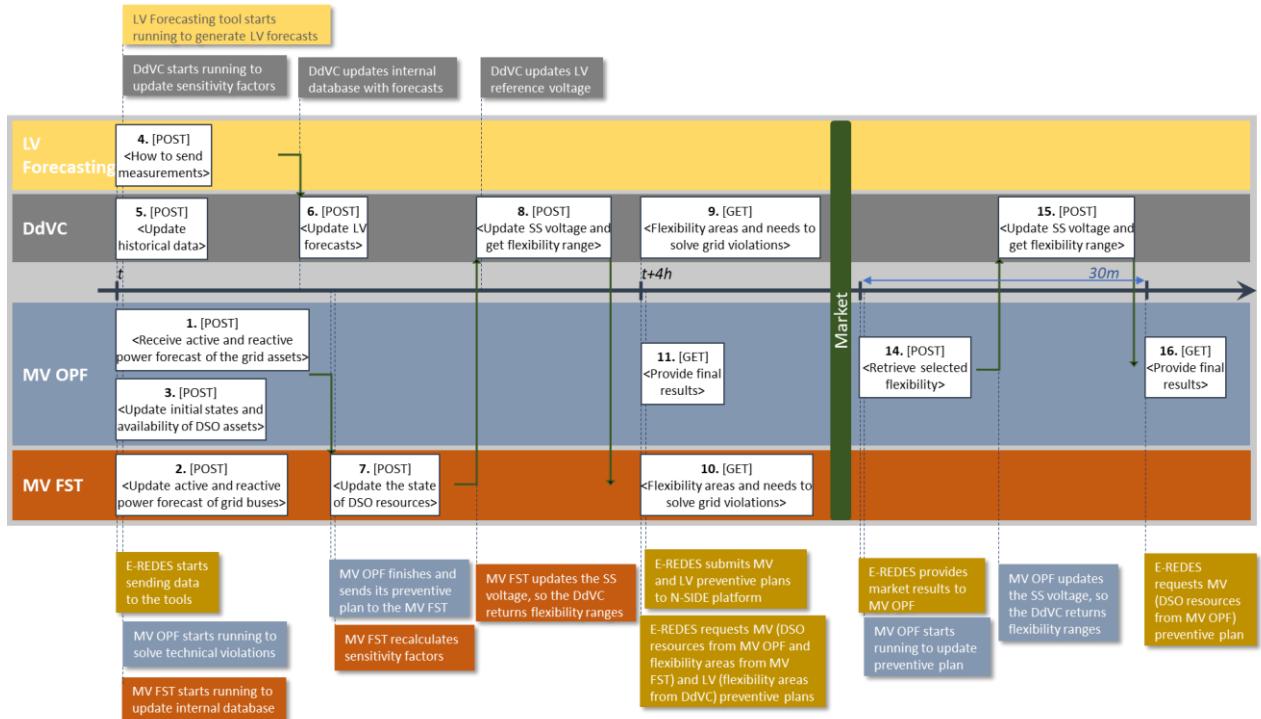 LV Forecasting tool starts
running to generate LV forecasts
DdVC starts running to
update sensitivity factors
DdVC updates internal
database with forecasts
DdVC updates LV
reference voltage
LV
Forecasting
4. [POST]
<How to send
measurements>
DdVC
5. [POST]
<Update
historical data>
6. [POST]
<Update LV
forecasts>
8. [POST]
<Update SS voltage and
get flexibility range>
9. [GET]
<Flexibility areas and needs to
solve grid violations>
15. [POST]
<Update SS voltage and
get flexibility range>
t
t+4h
30m
Market
MV OPF
1. [POST]
<Receive active and reactive
power forecast of the grid assets>
3. [POST]
<Update initial states and
availability of DSO assets>
11. [GET]
<Provide final
results>
14. [POST]
<Retrieve selected
flexibility>
16. [GET]
<Provide final
results>
MV FST
2. [POST]
<Update active and reactive
power forecast of grid buses>
7. [POST]
<Update the state
of DSO resources>
10. [GET]
<Flexibility areas and needs to
solve grid violations>
E-REDES starts
sending data
to the tools
MV OPF starts running to
solve technical violations
MV FST starts running to
update internal database
MV OPF finishes and
sends its preventive
plan to the MV FST
MV FST recalculates
sensitivity factors
MV FST updates the SS
voltage, so the DdVC
returns flexibility ranges
E-REDES submits MV
and LV preventive plans
to N-SIDE platform
E-REDES requests MV (DSO
resources from MV OPF and
flexibility areas from MV
FST) and LV (flexibility areas
from DdVC) preventive plans
E-REDES provides
market results to
MV OPF
MV OPF starts
running to update
preventive plan
MV OPF updates
the SS voltage, so
the DdVC returns
flexibility ranges
E-REDES
requests MV
(DSO resources
from MV OPF)
preventive plan